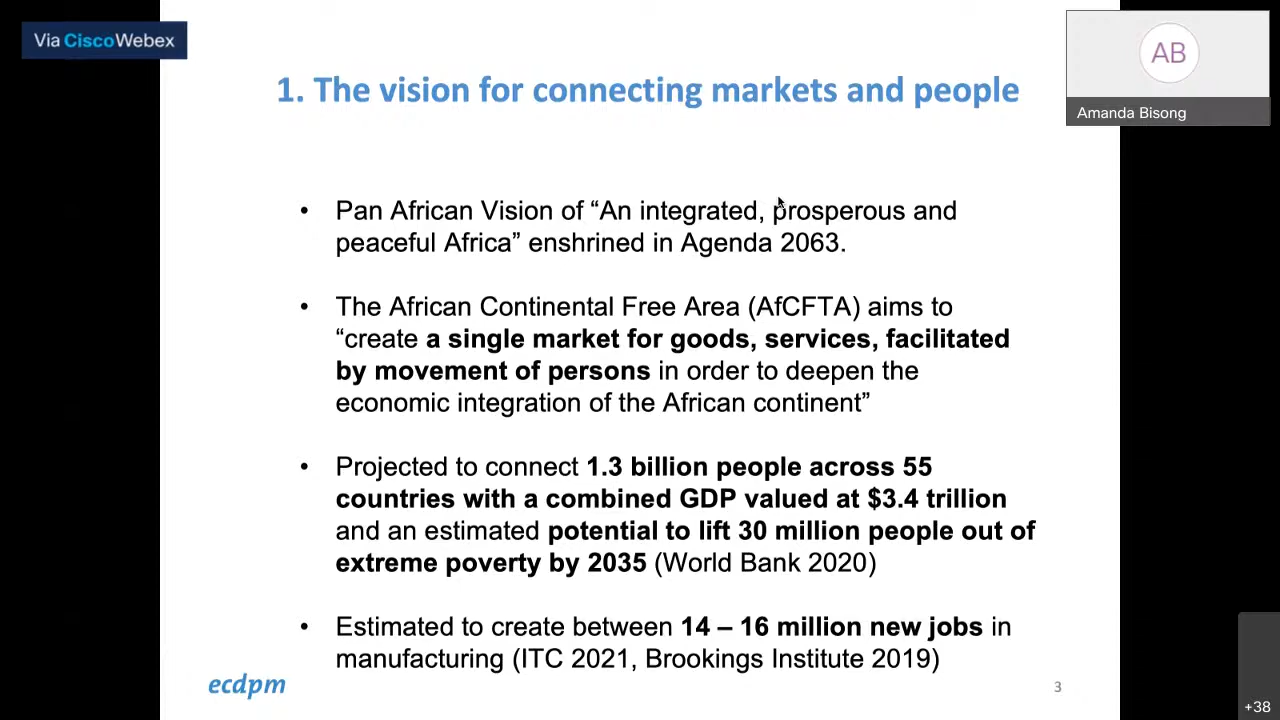 Via CiscoWebex
AB
Amanda Bisong
1. The vision for connecting markets and people
• Pan African Vision of “An integrated, prosperous and
peaceful Africa” enshrined in Agenda 2063.
• The African Continental Free Area (AfCFTA) aims to
“create a single market for goods, services, facilitated
by movement of persons in order to deepen the
economic integration of the African continent”
• Projected to connect 1.3 billion people across 55
countries with a combined GDP valued at $3.4 trillion
and an estimated potential to lift 30 million people out of
extreme poverty by 2035 (World Bank 2020)
• Estimated to create between 14 – 16 million new jobs in
manufacturing (ITC 2021, Brookings Institute 2019)
ecdpm
3
+38